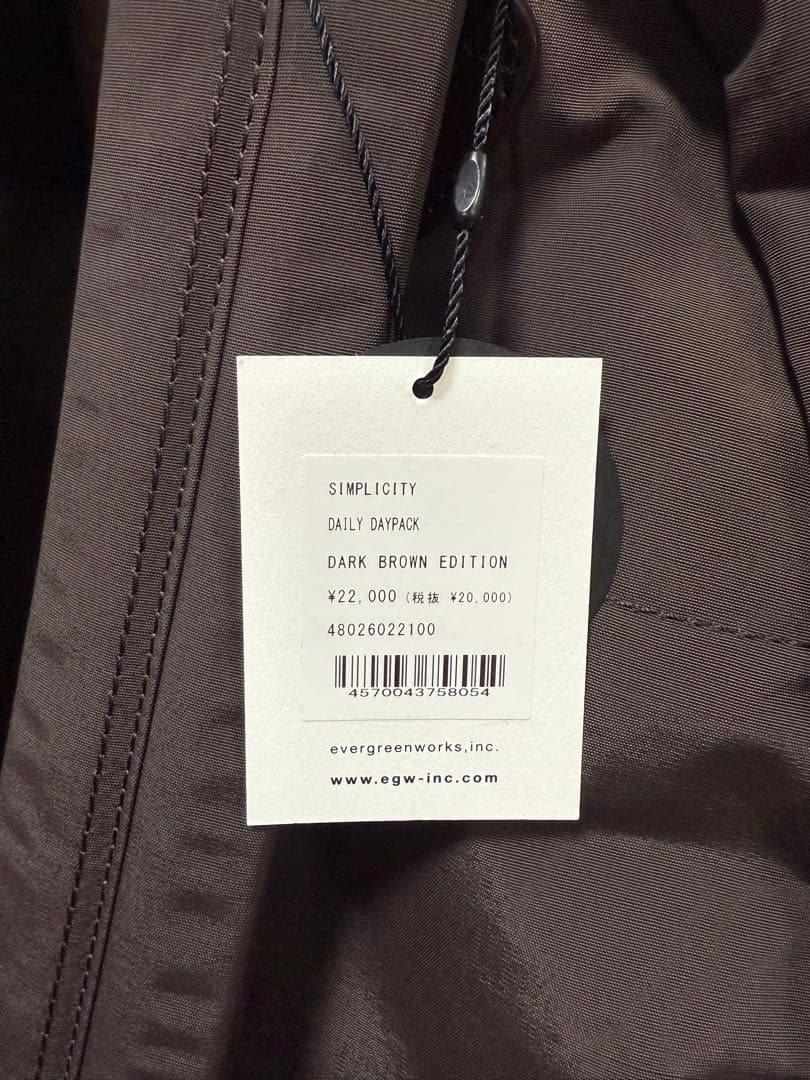 SIMPLICITY
DAILY DAYPACK
DARK BROWN EDITION
¥22,000 (税抜 ¥20,000)
48026022100
4570043758054
evergreenworks,inc.
www.egw-inc.com